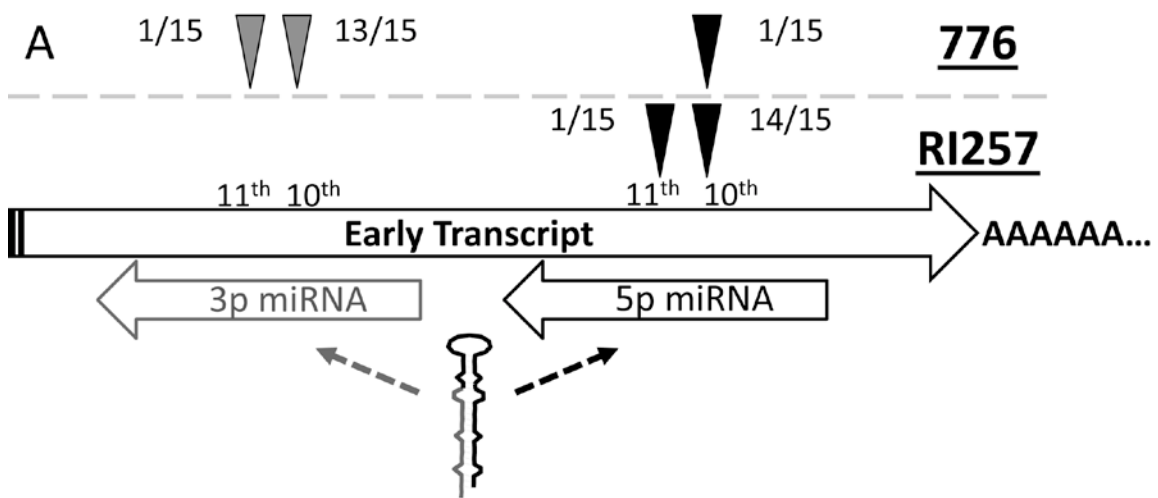 A
1/15 13/15 1/15 776
1/15 14/15 RI257
11th 10th 11th 10th
Early Transcript AAAAAA...
3p miRNA 5p miRNA